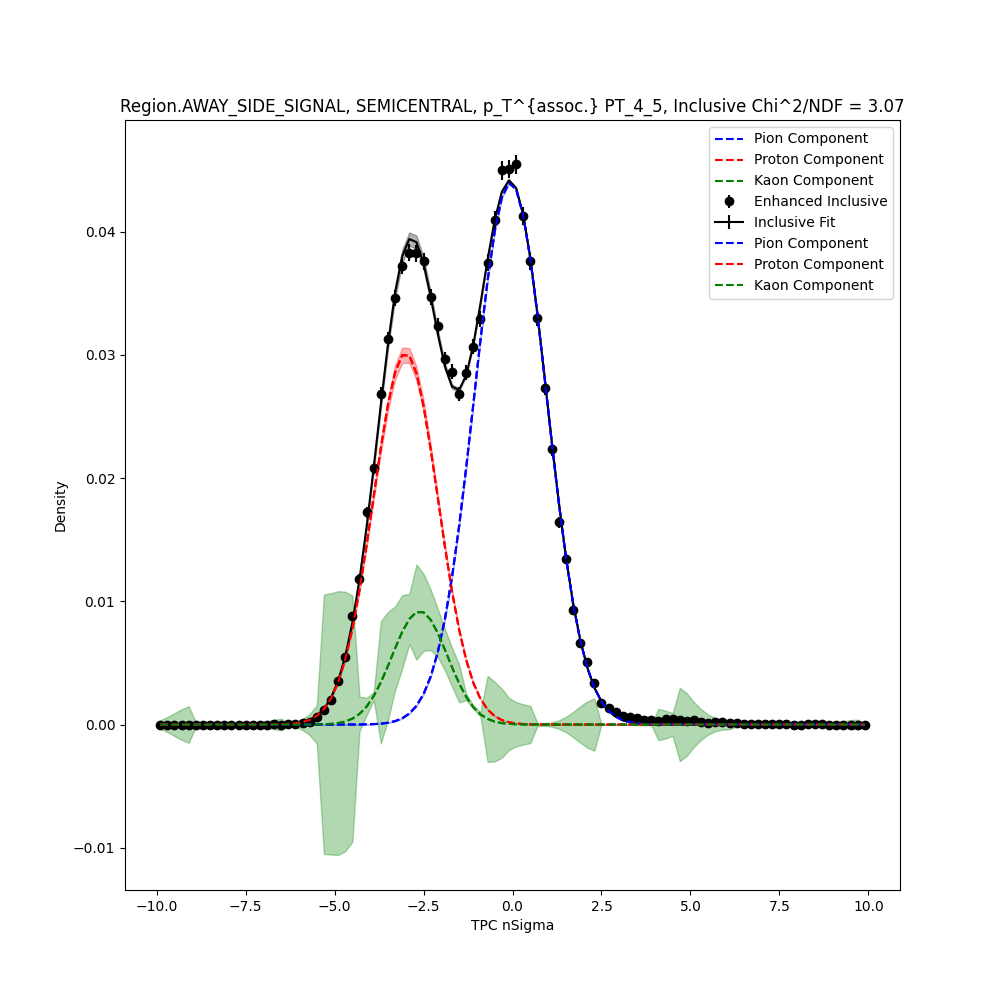 Region.AWAY_SIDE_SIGNAL, SEMICENTRAL, p_T^{assoc.} PT_4_5, Inclusive Chi^2/NDF = 3.07
Pion Component
Proton Component
Kaon Component
Enhanced Inclusive
Inclusive Fit
Pion Component
Proton Component
Kaon Component
0.04
0.03
0.02
0.01
0.00
−0.01
Density
−10.0 −7.5 −5.0 −2.5 0.0 2.5 5.0 7.5 10.0
TPC nSigma